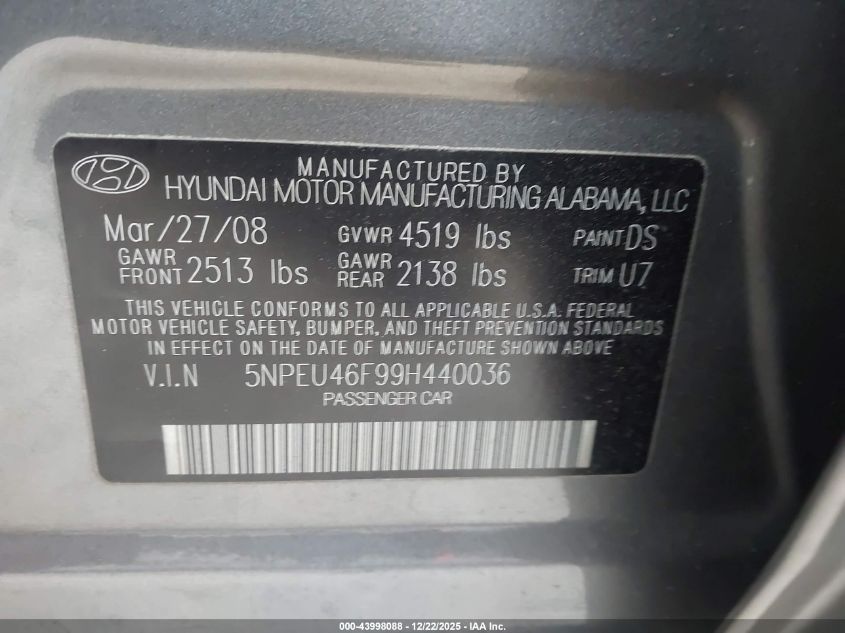 MANUFACTURED BY
HYUNDAI MOTOR MANUFACTURING ALABAMA, LLC
Mar/27/08 GVWR 4519 lbs PAINT DS
GAWR FRONT 2513 lbs GAWR REAR 2138 lbs TRIM U7
THIS VEHICLE CONFORMS TO ALL APPLICABLE U.S.A. FEDERAL
MOTOR VEHICLE SAFETY, BUMPER, AND THEFT PREVENTION STANDARDS
IN EFFECT ON THE DATE OF MANUFACTURE SHOWN ABOVE
V.I.N 5NPEU46F99H440036
PASSENGER CAR
000-43998088 - 12/22/2025 - IAA Inc.